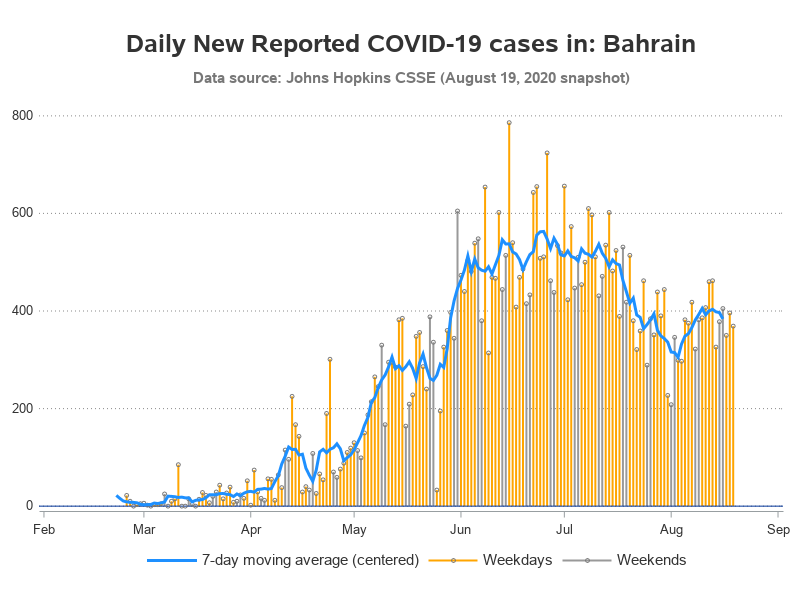 Daily New Reported COVID-19 cases in: Bahrain
Data source: Johns Hopkins CSSE (August 19, 2020 snapshot)
800
600
400
200
0
Feb Mar Apr May Jun Jul Aug Sep
7-day moving average (centered) Weekdays Weekends